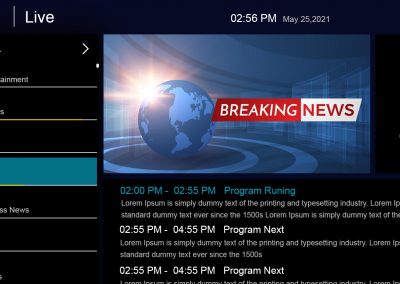 Live
02:56 PM May 25,2021
tainment
s
ss News
s
BREAKING NEWS
02:00 PM - 02:55 PM Program Runing
Lorem Ipsum is simply dummy text of the printing and typesetting industry. Lorem
standard dummy text ever since the 1500s Lorem Ipsum is simply dummy text of
02:55 PM - 04:55 PM Program Next
Lorem Ipsum is simply dummy text of the printing and typesetting industry. Lorem
standard dummy text ever since the 1500s
02:55 PM - 04:55 PM Program Next
Lorem Ipsum is simply dummy text of the printing and typesetting industry. Lorem